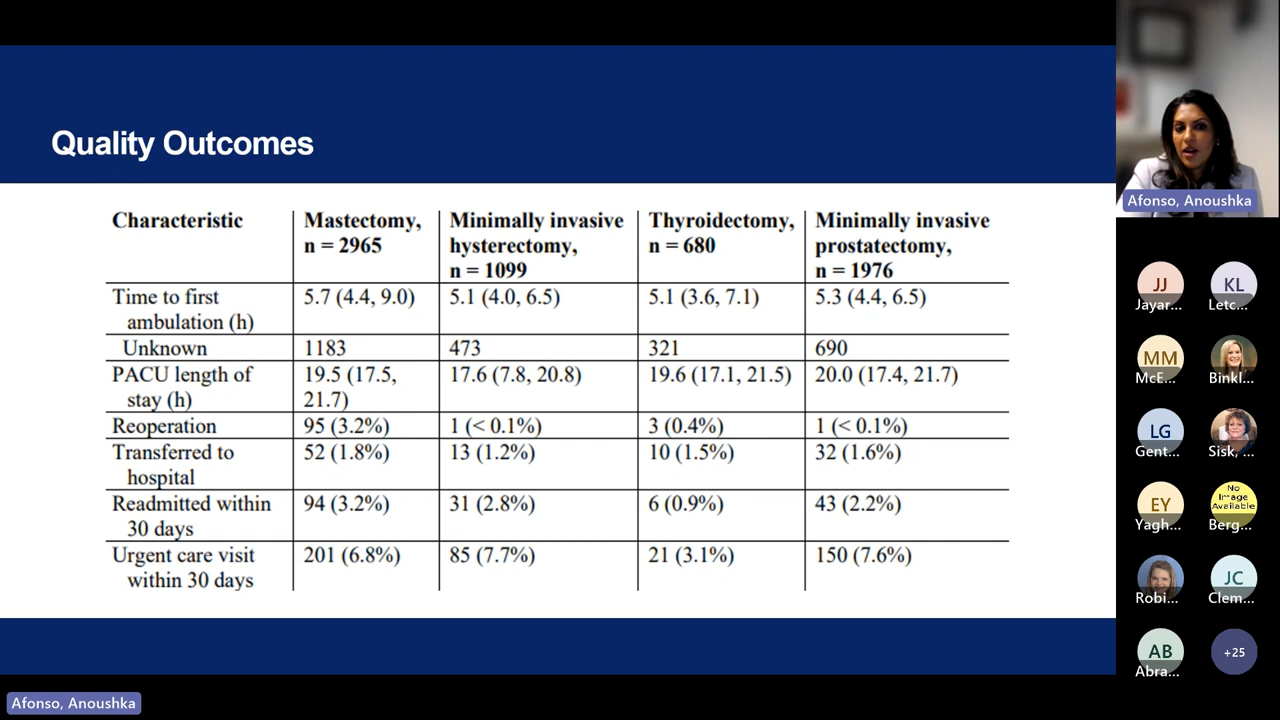 Quality Outcomes
Characteristic
Mastectomy,
n = 2965
Minimally invasive
hysterectomy,
n = 1099
Thyroidectomy,
n = 680
Minimally invasive
prostatectomy,
n = 1976
Time to first
ambulation (h)
5.7 (4.4, 9.0)
5.1 (4.0, 6.5)
5.1 (3.6, 7.1)
5.3 (4.4, 6.5)
Unknown
1183
473
321
690
PACU length of
stay (h)
19.5 (17.5,
21.7)
17.6 (7.8, 20.8)
19.6 (17.1, 21.5)
20.0 (17.4, 21.7)
Reoperation
95 (3.2%)
1 (< 0.1%)
3 (0.4%)
1 (< 0.1%)
Transferred to
hospital
52 (1.8%)
13 (1.2%)
10 (1.5%)
32 (1.6%)
Readmitted within
30 days
94 (3.2%)
31 (2.8%)
6 (0.9%)
43 (2.2%)
Urgent care visit
within 30 days
201 (6.8%)
85 (7.7%)
21 (3.1%)
150 (7.6%)
Afonso, Anoushka
JJ
Jayar...
KL
Letc...
MM
McE...
Binkl...
LG
Gent...
Sisk, ...
EY
Yagh...
No
Image
Available
Berg...
Robi...
JC
Clem...
AB
Abra...
+25
Afonso, Anoushka